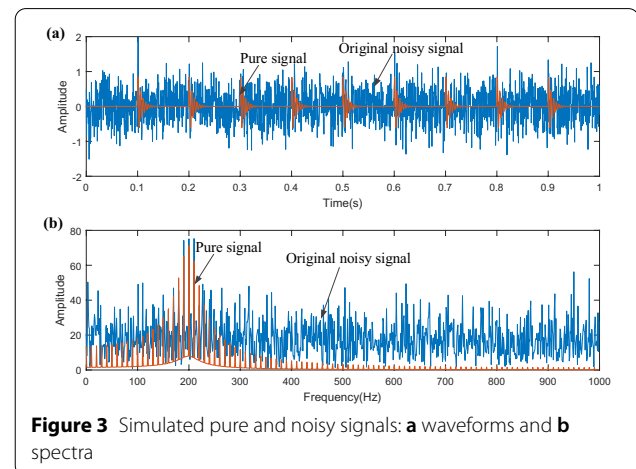 (a)
2
1
0
-1
-2
Amplitude
Pure signal
Original noisy signal
0 0.1 0.2 0.3 0.4 0.5 0.6 0.7 0.8 0.9 1
Time(s)
(b)
80
60
40
20
0
Amplitude
Pure signal
Original noisy signal
0 100 200 300 400 500 600 700 800 900 1000
Frequency(Hz)
Figure 3 Simulated pure and noisy signals: a waveforms and b
spectra